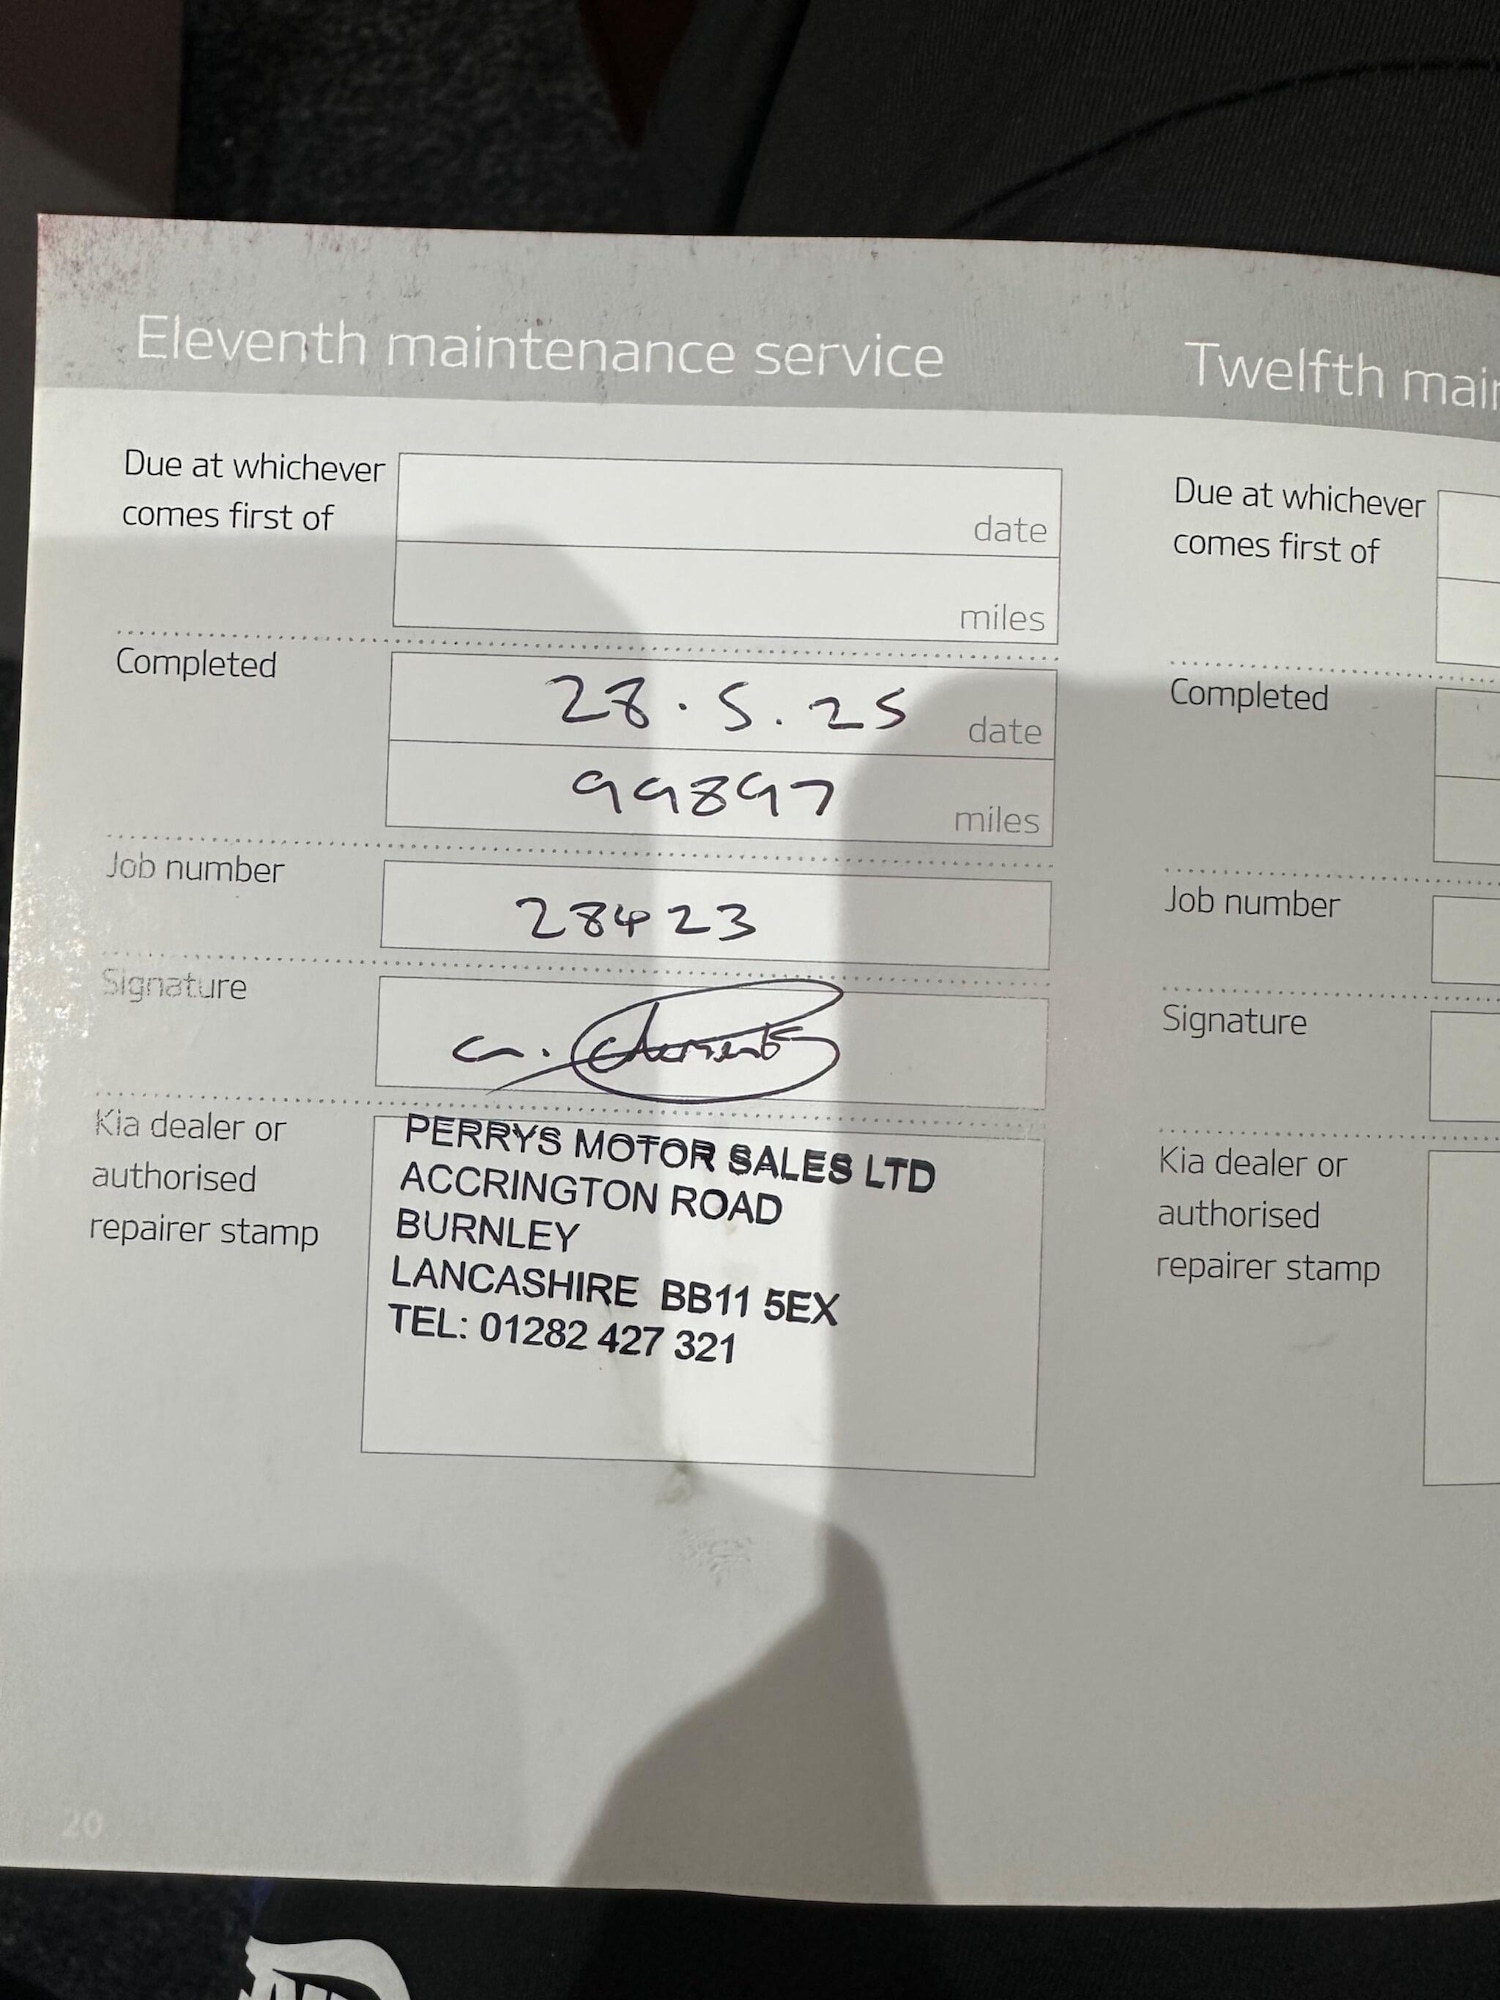 Eleventh maintenance service
Due at whichever
comes first of
date
miles
Completed
28.5.25 date
99897 miles
Job number
28423
Signature
Kia dealer or
authorised
repairer stamp
PERRYS MOTOR SALES LTD
ACCRINGTON ROAD
BURNLEY
LANCASHIRE BB11 5EX
TEL: 01282 427 321
20
Twelfth
Due at whichever
comes first of
Completed
Job number
Signature
Kia dealer or
authorised
repairer stamp